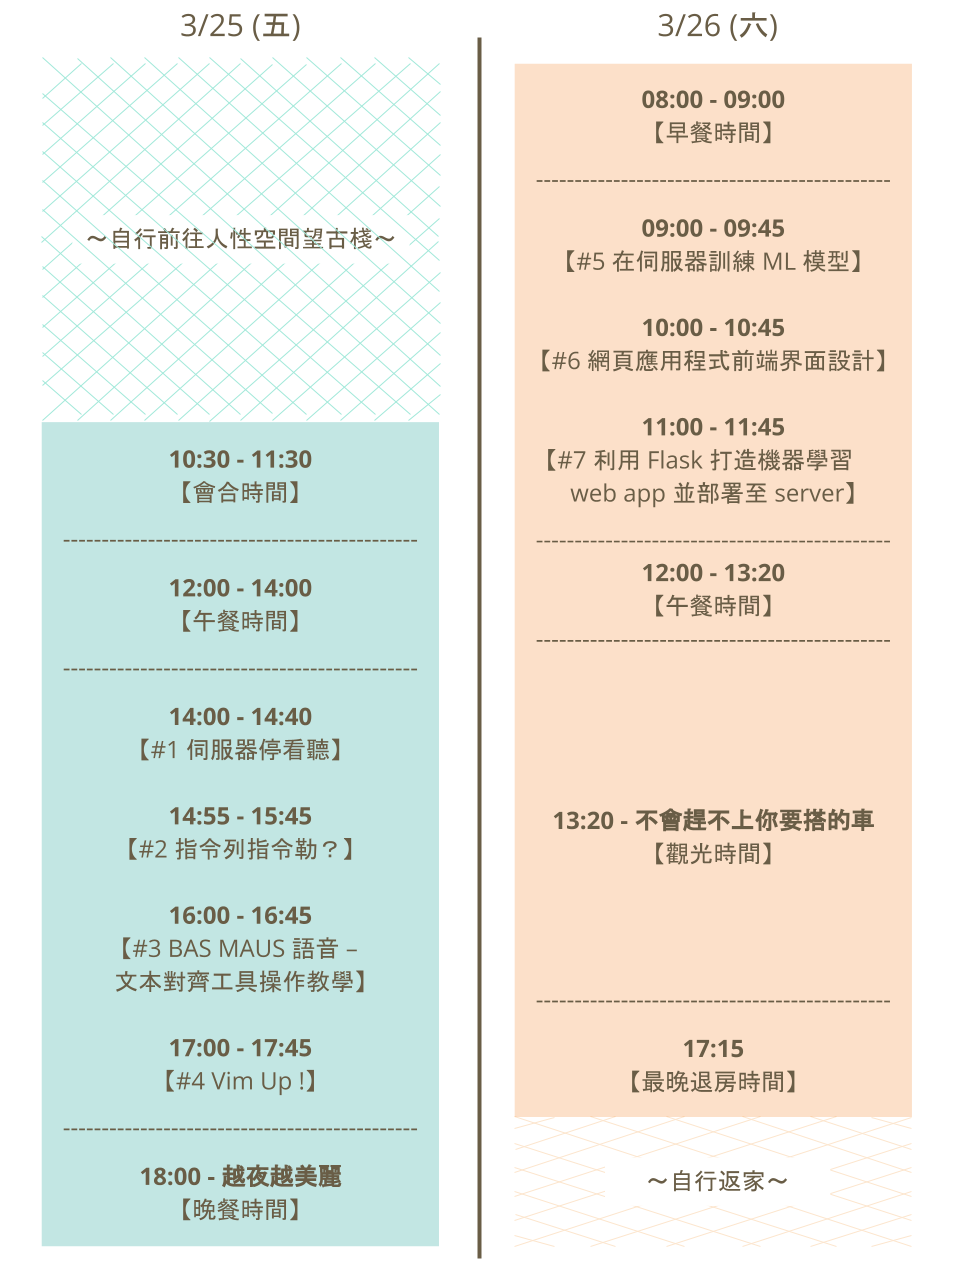 3/25 (五)
～自行前往人性空間望古棧～
10:30 - 11:30
【會合時間】
12:00 - 14:00
【午餐時間】
14:00 - 14:40
【#1 伺服器停看聽】
14:55 - 15:45
【#2 指令列指令勒？】
16:00 - 16:45
【#3 BAS MAUS 語音 –
文本對齊工具操作教學】
17:00 - 17:45
【#4 Vim Up !】
18:00 - 越夜越美麗
【晚餐時間】
3/26 (六)
08:00 - 09:00
【早餐時間】
09:00 - 09:45
【#5 在伺服器訓練 ML 模型】
10:00 - 10:45
【#6 網頁應用程式前端界面設計】
11:00 - 11:45
【#7 利用 Flask 打造機器學習
web app 並部署至 server】
12:00 - 13:20
【午餐時間】
13:20 - 不會趕不上你要搭的車
【觀光時間】
17:15
【最晚退房時間】
～自行返家～